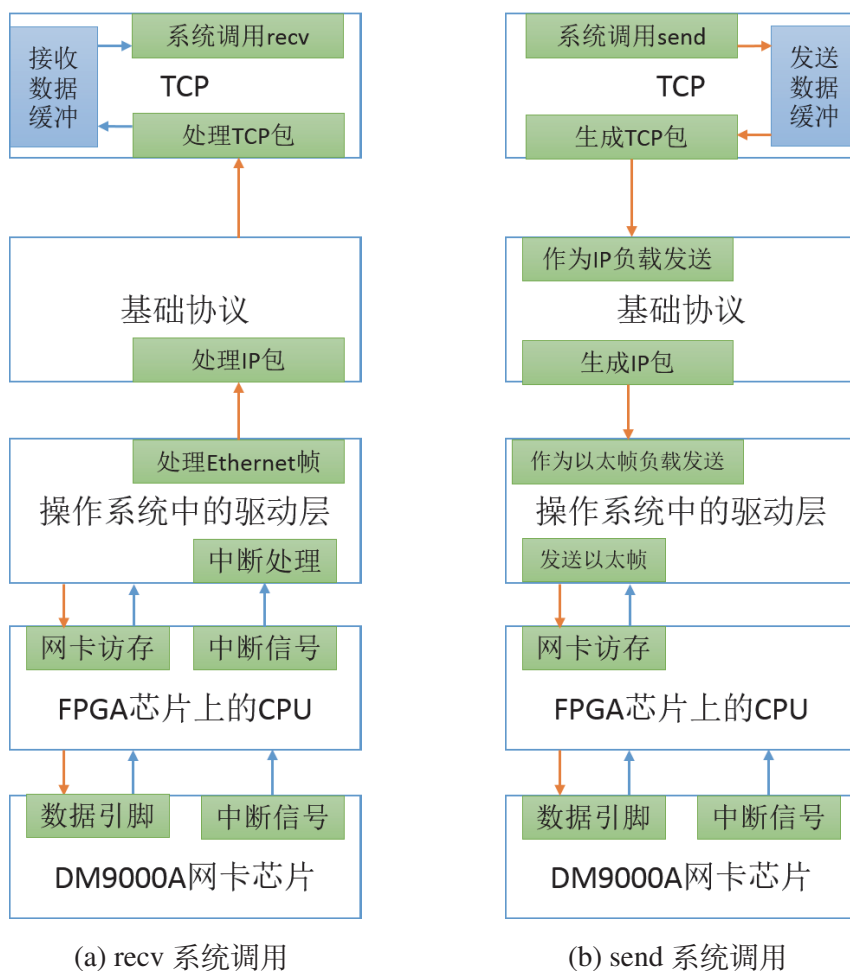 系统调用recv
接收
数据
缓冲
TCP
处理TCP包
基础协议
处理IP包
处理Ethernet帧
操作系统中的驱动层
中断处理
网卡访存
中断信号
FPGA芯片上的CPU
数据引脚
中断信号
DM9000A网卡芯片
(a) recv 系统调用
系统调用send
发送
数据
缓冲
TCP
生成TCP包
作为IP负载发送
基础协议
生成IP包
作为以太帧负载发送
操作系统中的驱动层
发送以太帧
网卡访存
FPGA芯片上的CPU
数据引脚
中断信号
DM9000A网卡芯片
(b) send 系统调用